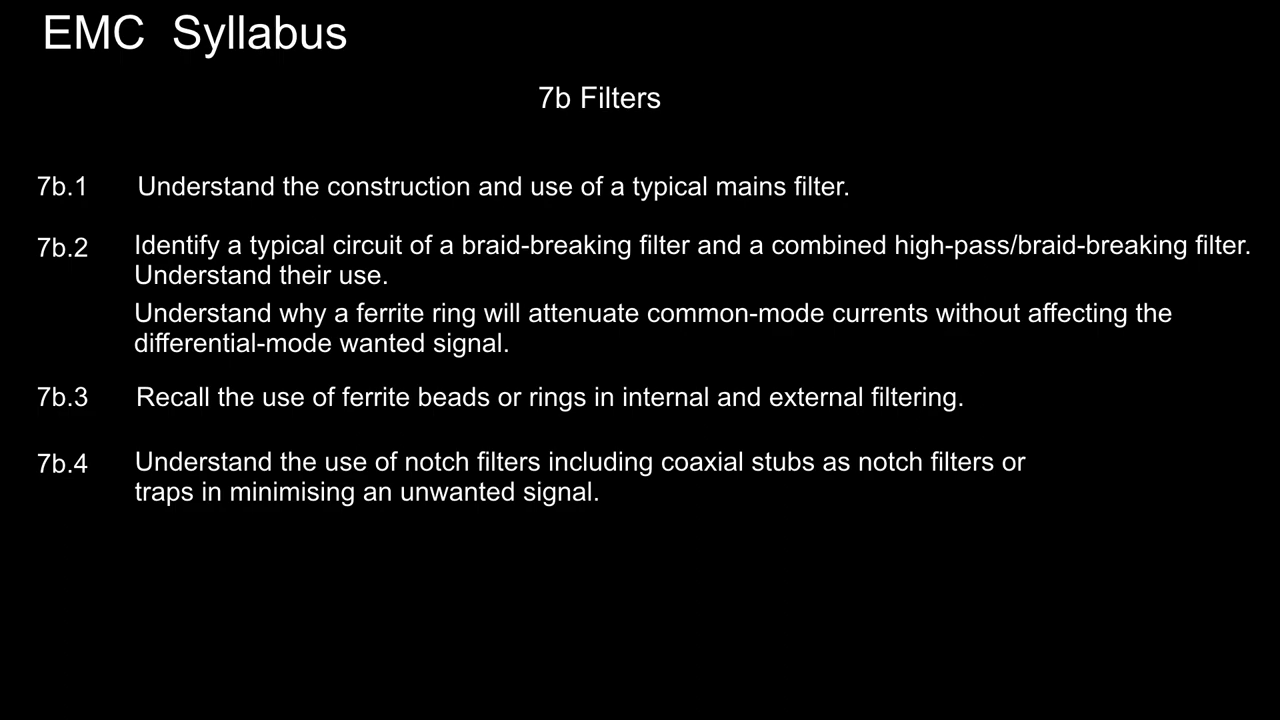 EMC Syllabus
7b Filters
7b.1 Understand the construction and use of a typical mains filter.
7b.2 Identify a typical circuit of a braid-breaking filter and a combined high-pass/braid-breaking filter.
Understand their use.
Understand why a ferrite ring will attenuate common-mode currents without affecting the
differential-mode wanted signal.
7b.3 Recall the use of ferrite beads or rings in internal and external filtering.
7b.4 Understand the use of notch filters including coaxial stubs as notch filters or
traps in minimising an unwanted signal.